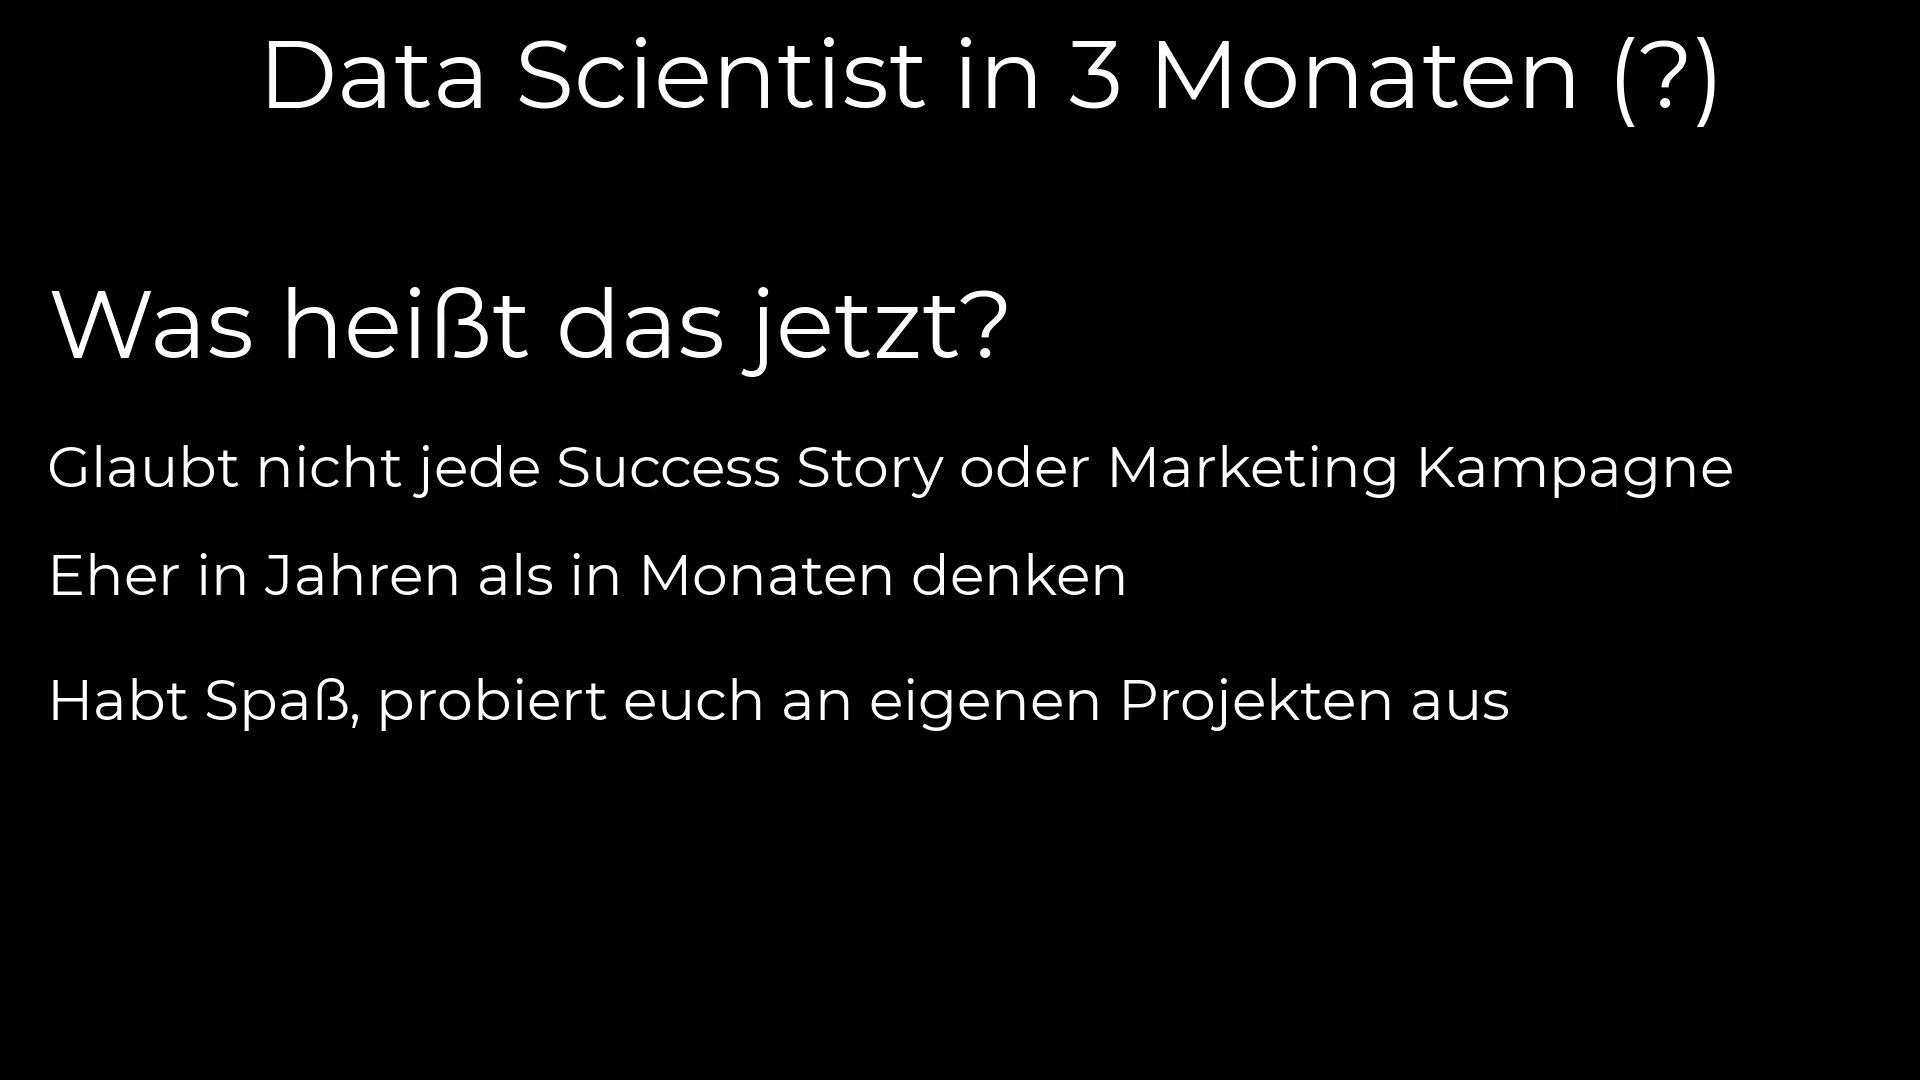 Data Scientist in 3 Monaten (?)
Was heißt das jetzt?
Glaubt nicht jede Success Story oder Marketing Kampagne
Eher in Jahren als in Monaten denken
Habt Spaß, probiert euch an eigenen Projekten aus